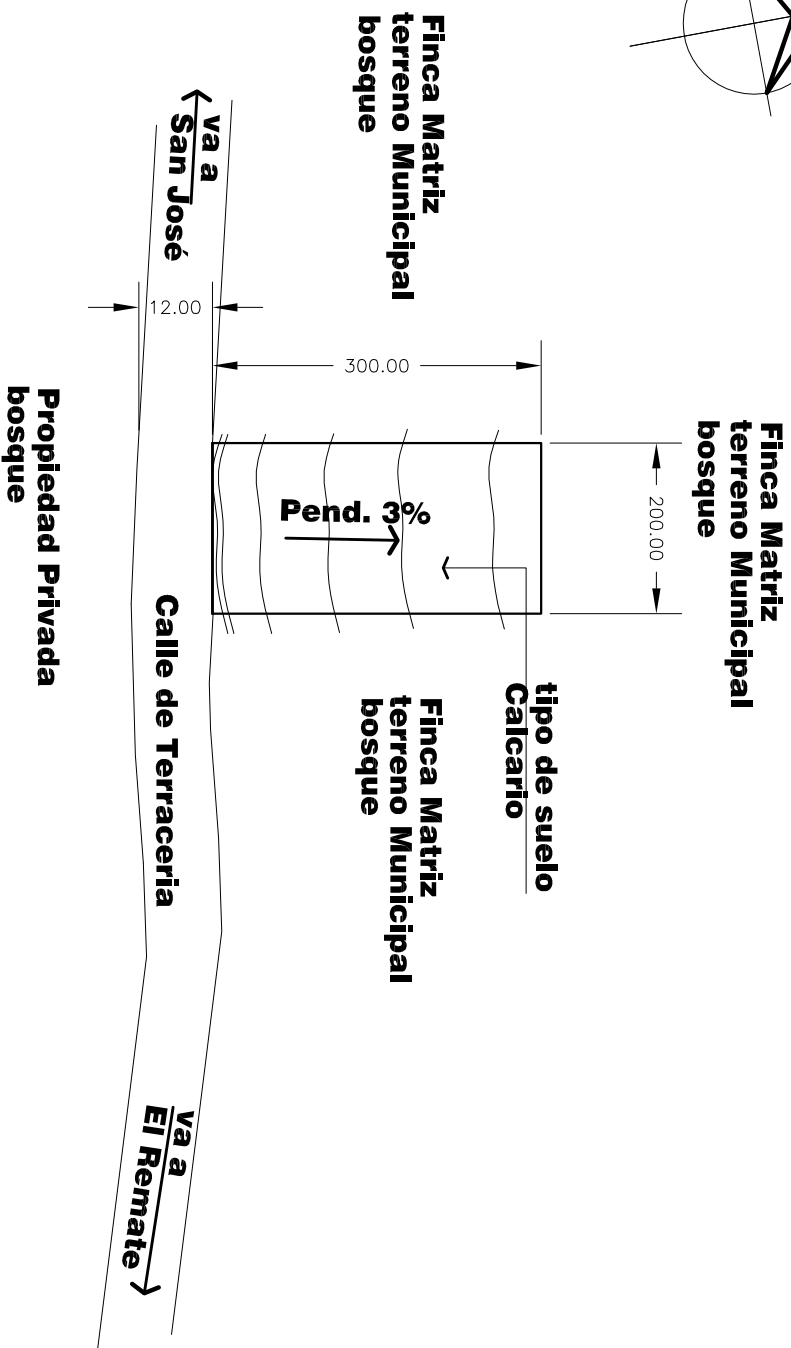 Finca Matriz
terreno Municipal
bosque
Finca Matriz
terreno Municipal
bosque
va a
San José
12.00
300.00
200.00
Pend. 3%
tipo de suelo
Calcario
Finca Matriz
terreno Municipal
bosque
Propiedad Privada
bosque
Calle de Terraceria
va a
El Remate